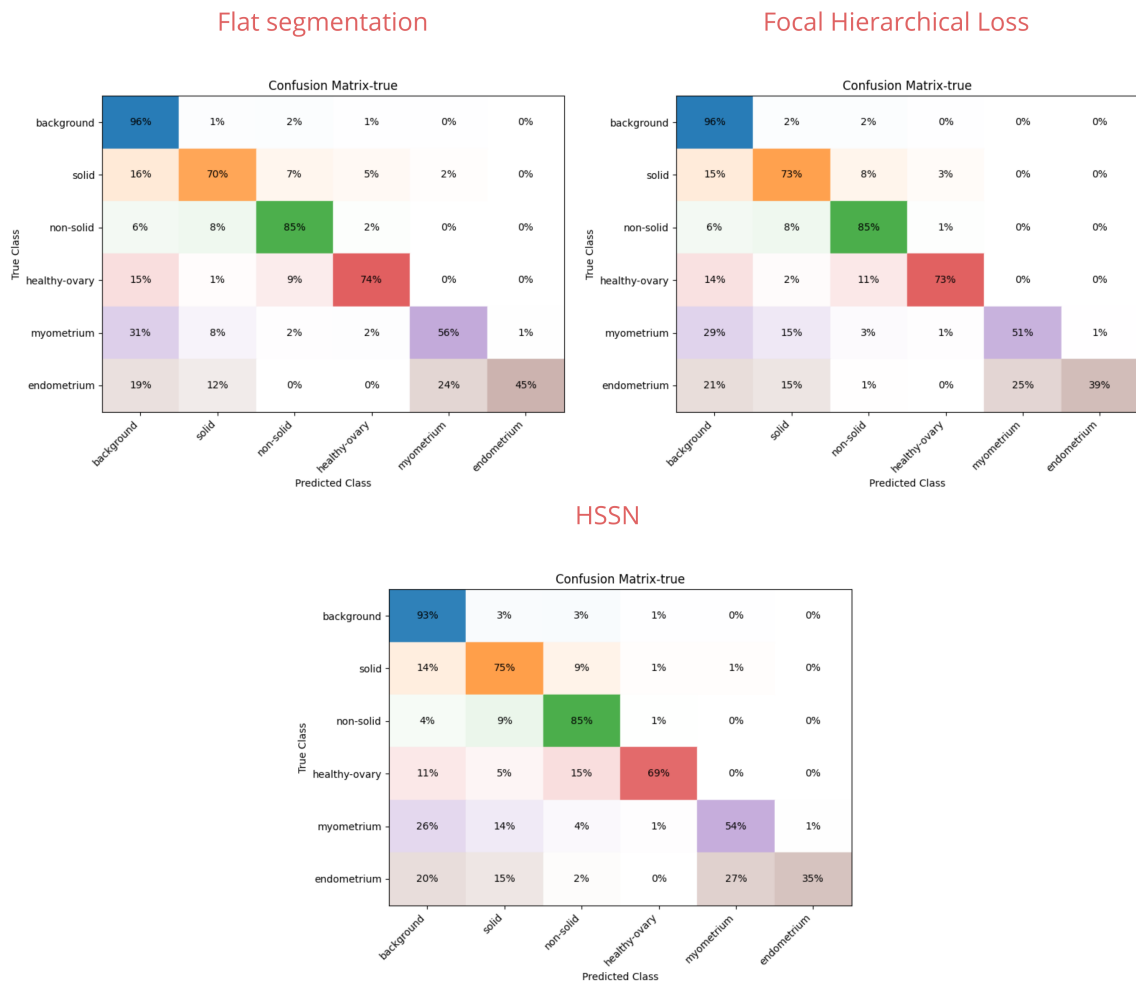 Flat segmentation
Confusion Matrix-true
True Class
background 96% 1% 2% 1% 0% 0%
solid 16% 70% 7% 5% 2% 0%
non-solid 6% 8% 85% 2% 0% 0%
healthy-ovary 15% 1% 9% 74% 0% 0%
myometrium 31% 8% 2% 2% 56% 1%
endometrium 19% 12% 0% 0% 24% 45%
background solid non-solid healthy-ovary myometrium endometrium
Predicted Class
Focal Hierarchical Loss
Confusion Matrix-true
True Class
background 96% 2% 2% 0% 0% 0%
solid 15% 73% 8% 3% 0% 0%
non-solid 6% 8% 85% 1% 0% 0%
healthy-ovary 14% 2% 11% 73% 0% 0%
myometrium 29% 15% 3% 1% 51% 1%
endometrium 21% 15% 1% 0% 25% 39%
background solid non-solid healthy-ovary myometrium endometrium
Predicted Class
HSSN
Confusion Matrix-true
True Class
background 93% 3% 3% 1% 0% 0%
solid 14% 75% 9% 1% 1% 0%
non-solid 4% 9% 85% 1% 0% 0%
healthy-ovary 11% 5% 15% 69% 0% 0%
myometrium 26% 14% 4% 1% 54% 1%
endometrium 20% 15% 2% 0% 27% 35%
background solid non-solid healthy-ovary myometrium endometrium
Predicted Class